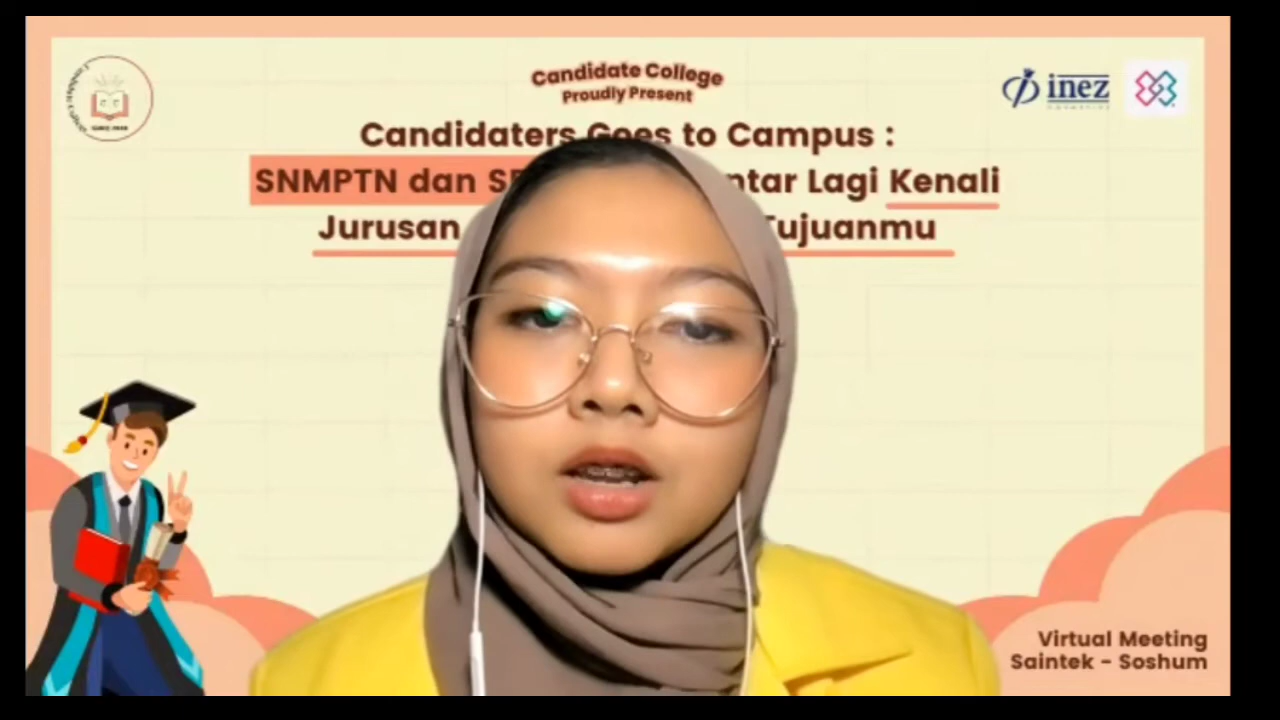 Candidate College
Proudly Present
inez
Candidaters Goes to Campus :
SNMPTN dan Lagi Kenali
Jurusan Tujuanmu
Virtual Meeting
Saintek - Soshum